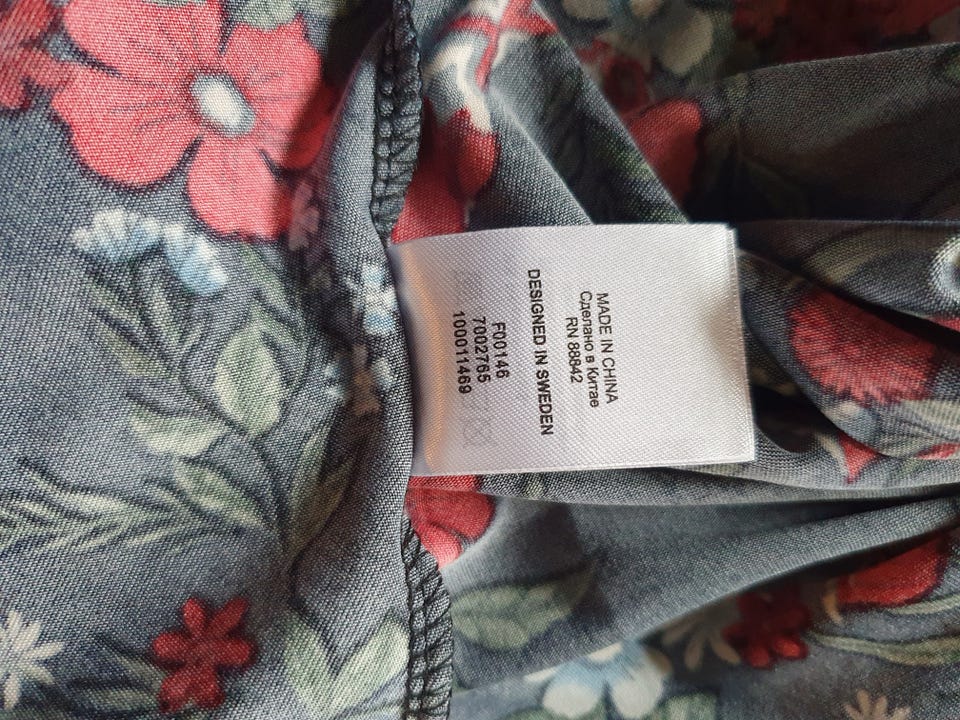 MADE IN CHINA
Сделано в Китае
RN 88842
DESIGNED IN SWEDEN
F00146
7002765
100011469